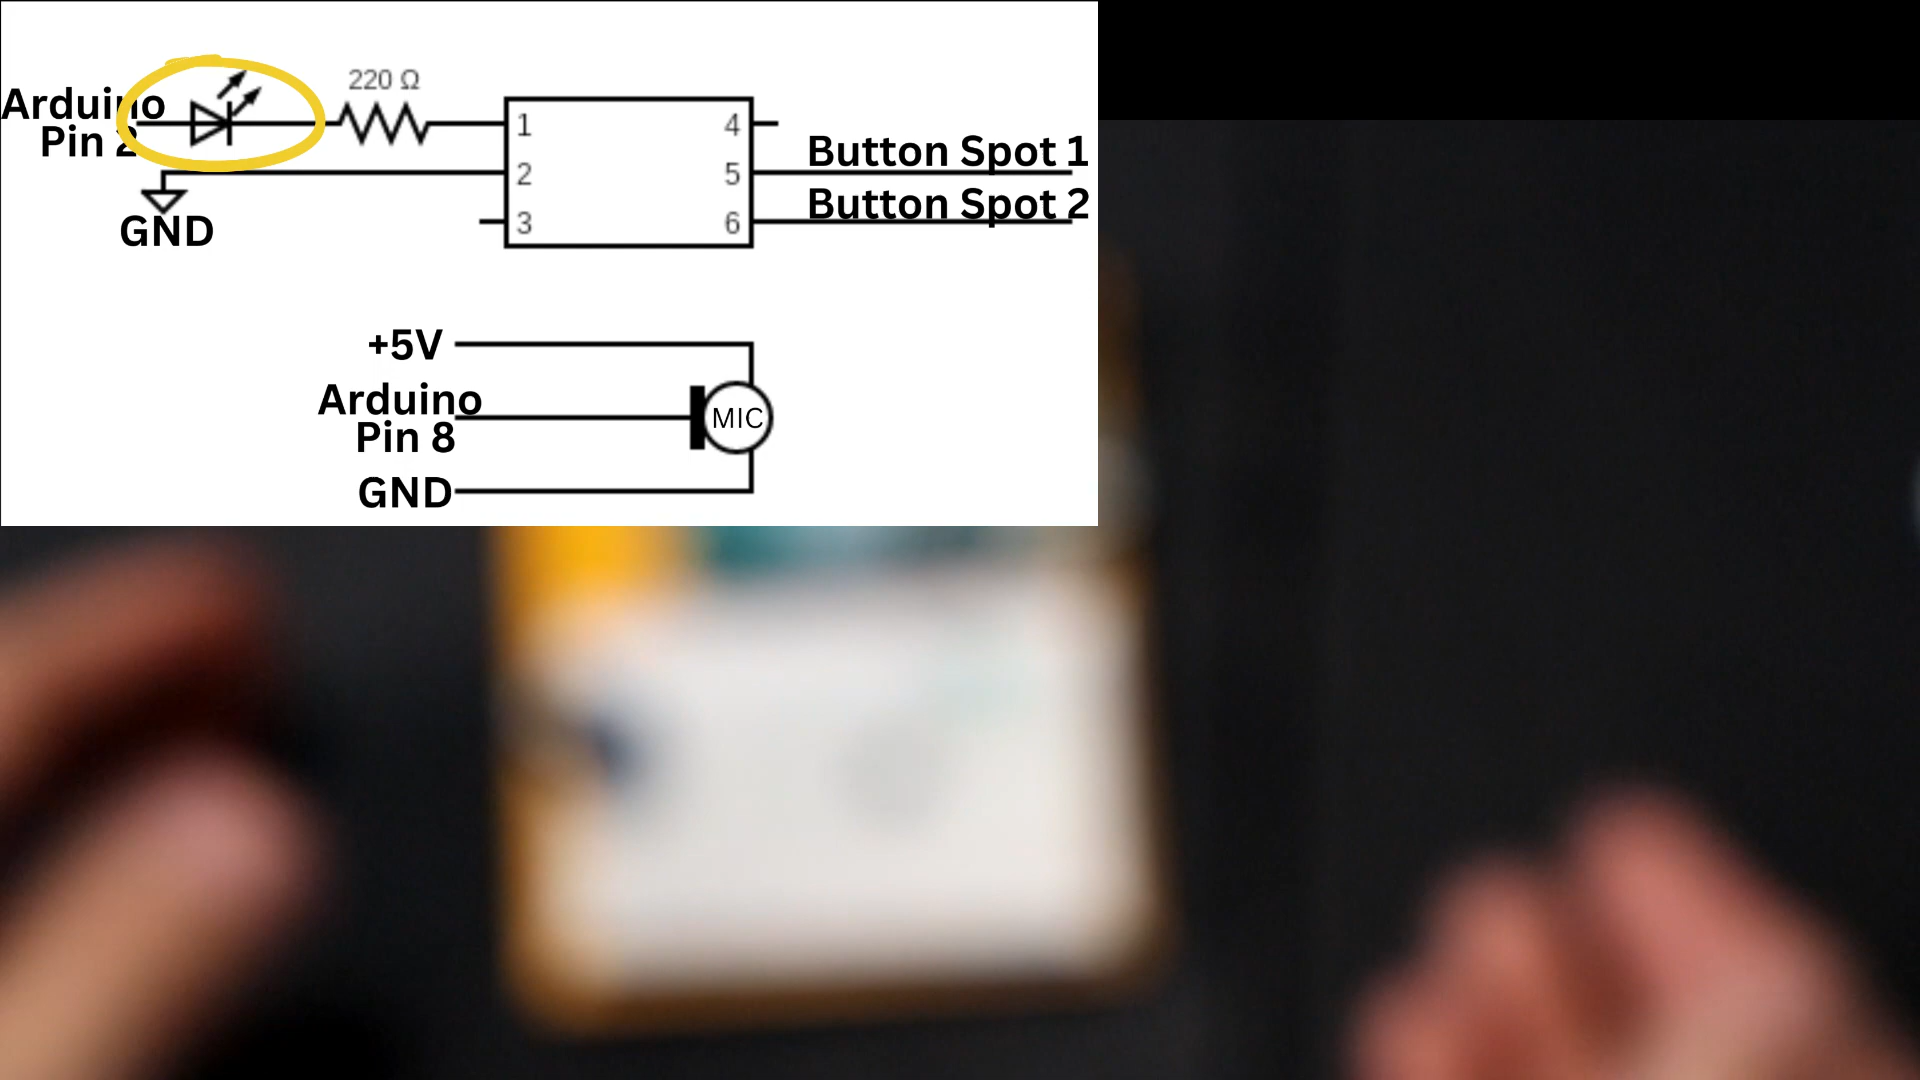 220 Ω
Arduino
Pin 2
1
4
Button Spot 1
2
5
Button Spot 2
3
6
GND
+5V
Arduino
Pin 8
MIC
GND